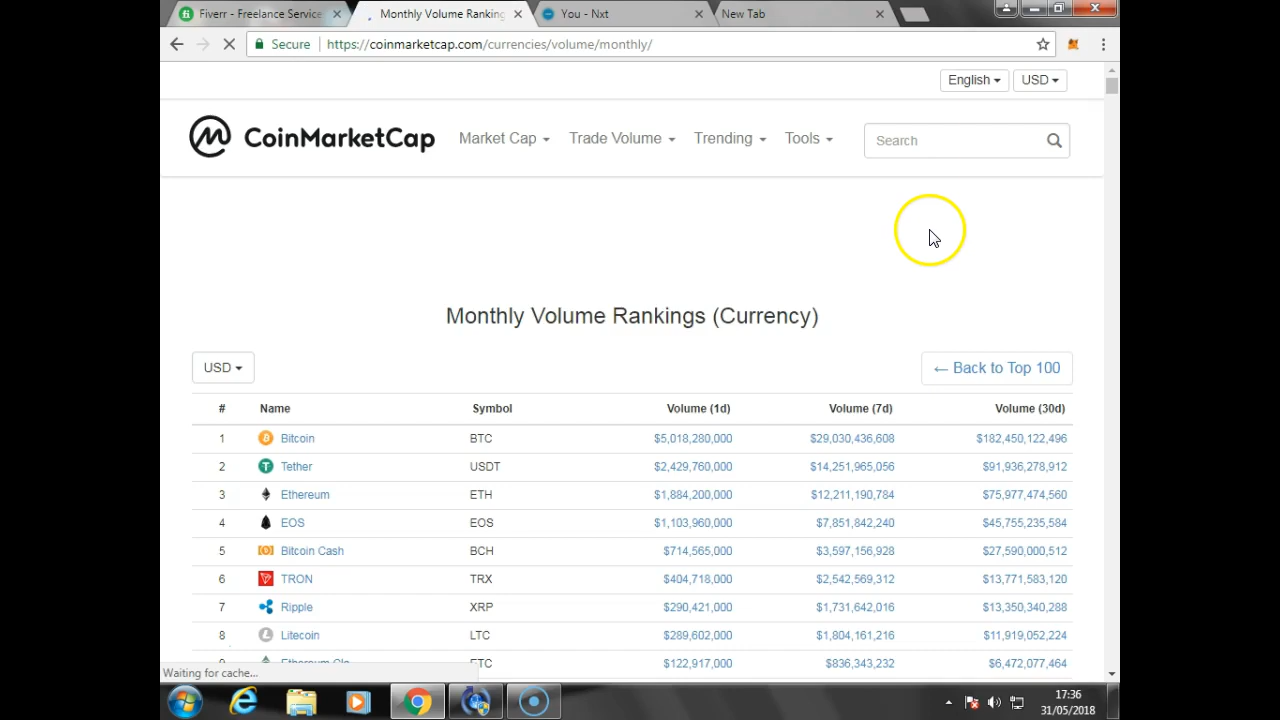 Fiverr - Freelance Service
Monthly Volume Ranking
You - Nxt
New Tab
Secure
https://coinmarketcap.com/currencies/volume/monthly/
English
USD
CoinMarketCap
Market Cap
Trade Volume
Trending
Tools
Search
Monthly Volume Rankings (Currency)
USD
← Back to Top 100
# Name Symbol Volume (1d) Volume (7d) Volume (30d)
1 Bitcoin BTC $5,018,280,000 $29,030,436,608 $182,450,122,496
2 Tether USDT $2,429,760,000 $14,251,965,056 $91,936,278,912
3 Ethereum ETH $1,884,200,000 $12,211,190,784 $75,977,474,560
4 EOS EOS $1,103,960,000 $7,851,842,240 $45,755,235,584
5 Bitcoin Cash BCH $714,565,000 $3,597,156,928 $27,590,000,512
6 TRON TRX $404,718,000 $2,542,569,312 $13,771,583,120
7 Ripple XRP $290,421,000 $1,731,642,016 $13,350,340,288
8 Litecoin LTC $289,602,000 $1,804,161,216 $11,919,052,224
9 Ethereum Cla ETC $122,917,000 $836,343,232 $6,472,077,464
Waiting for cache...
17:36
31/05/2018